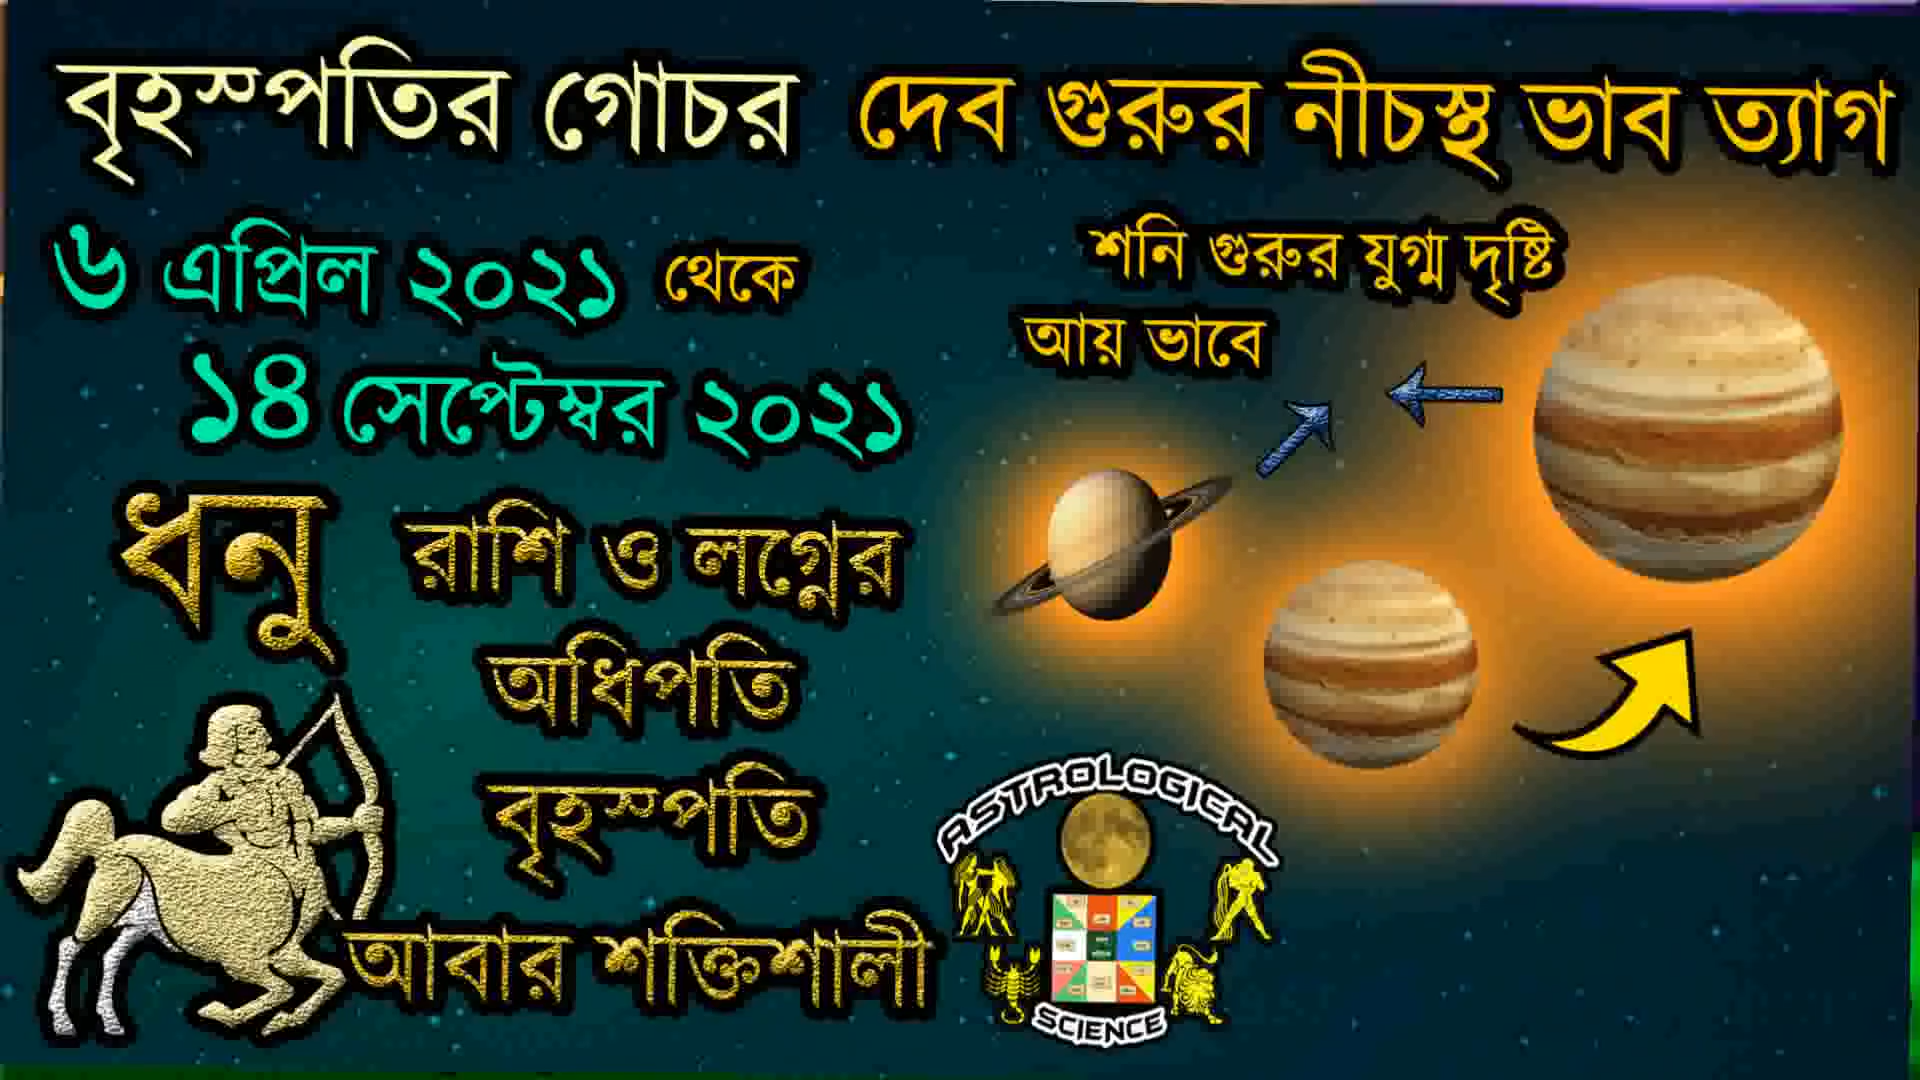 বৃহস্পতির গোচর দেব গুরুর নীচস্থ ভাব ত্যাগ
৬ এপ্রিল ২০২১ থেকে
১৪ সেপ্টেম্বর ২০২১
শনি গুরুর যুগ্ম দৃষ্টি
আয় ভাবে
ধনু রাশি ও লগ্নের
অধিপতি
বৃহস্পতি
আবার শক্তিশালী
ASTROLOGICAL
SCIENCE